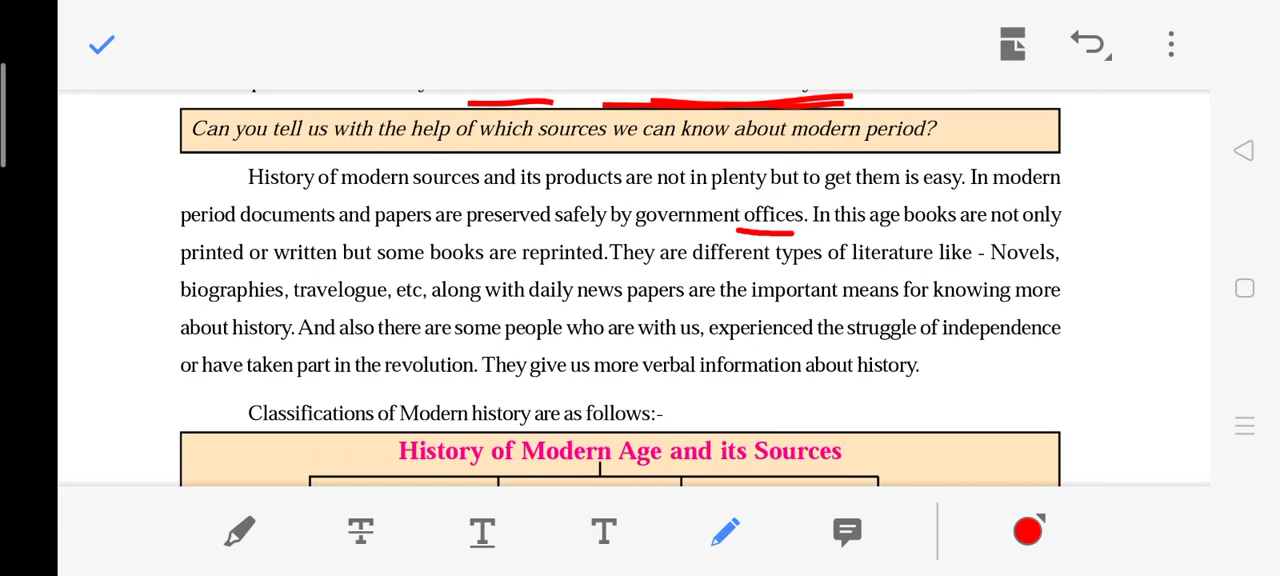 Can you tell us with the help of which sources we can know about modern period?
History of modern sources and its products are not in plenty but to get them is easy. In modern
period documents and papers are preserved safely by government offices. In this age books are not only
printed or written but some books are reprinted.They are different types of literature like - Novels,
biographies, travelogue, etc, along with daily news papers are the important means for knowing more
about history. And also there are some people who are with us, experienced the struggle of independence
or have taken part in the revolution. They give us more verbal information about history.
Classifications of Modern history are as follows:-
History of Modern Age and its Sources
T
T
T